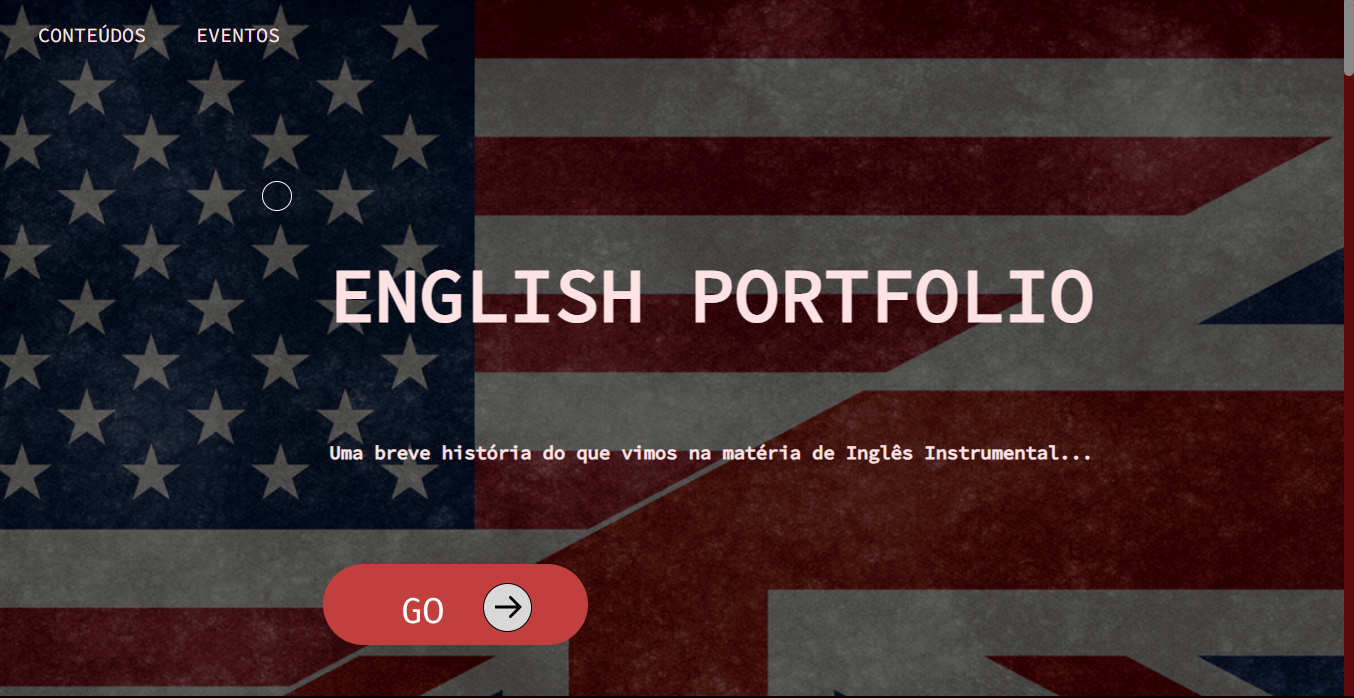 CONTEÚDOS EVENTOS
ENGLISH PORTFOLIO
Uma breve história do que vimos na matéria de Inglês Instrumental...
GO